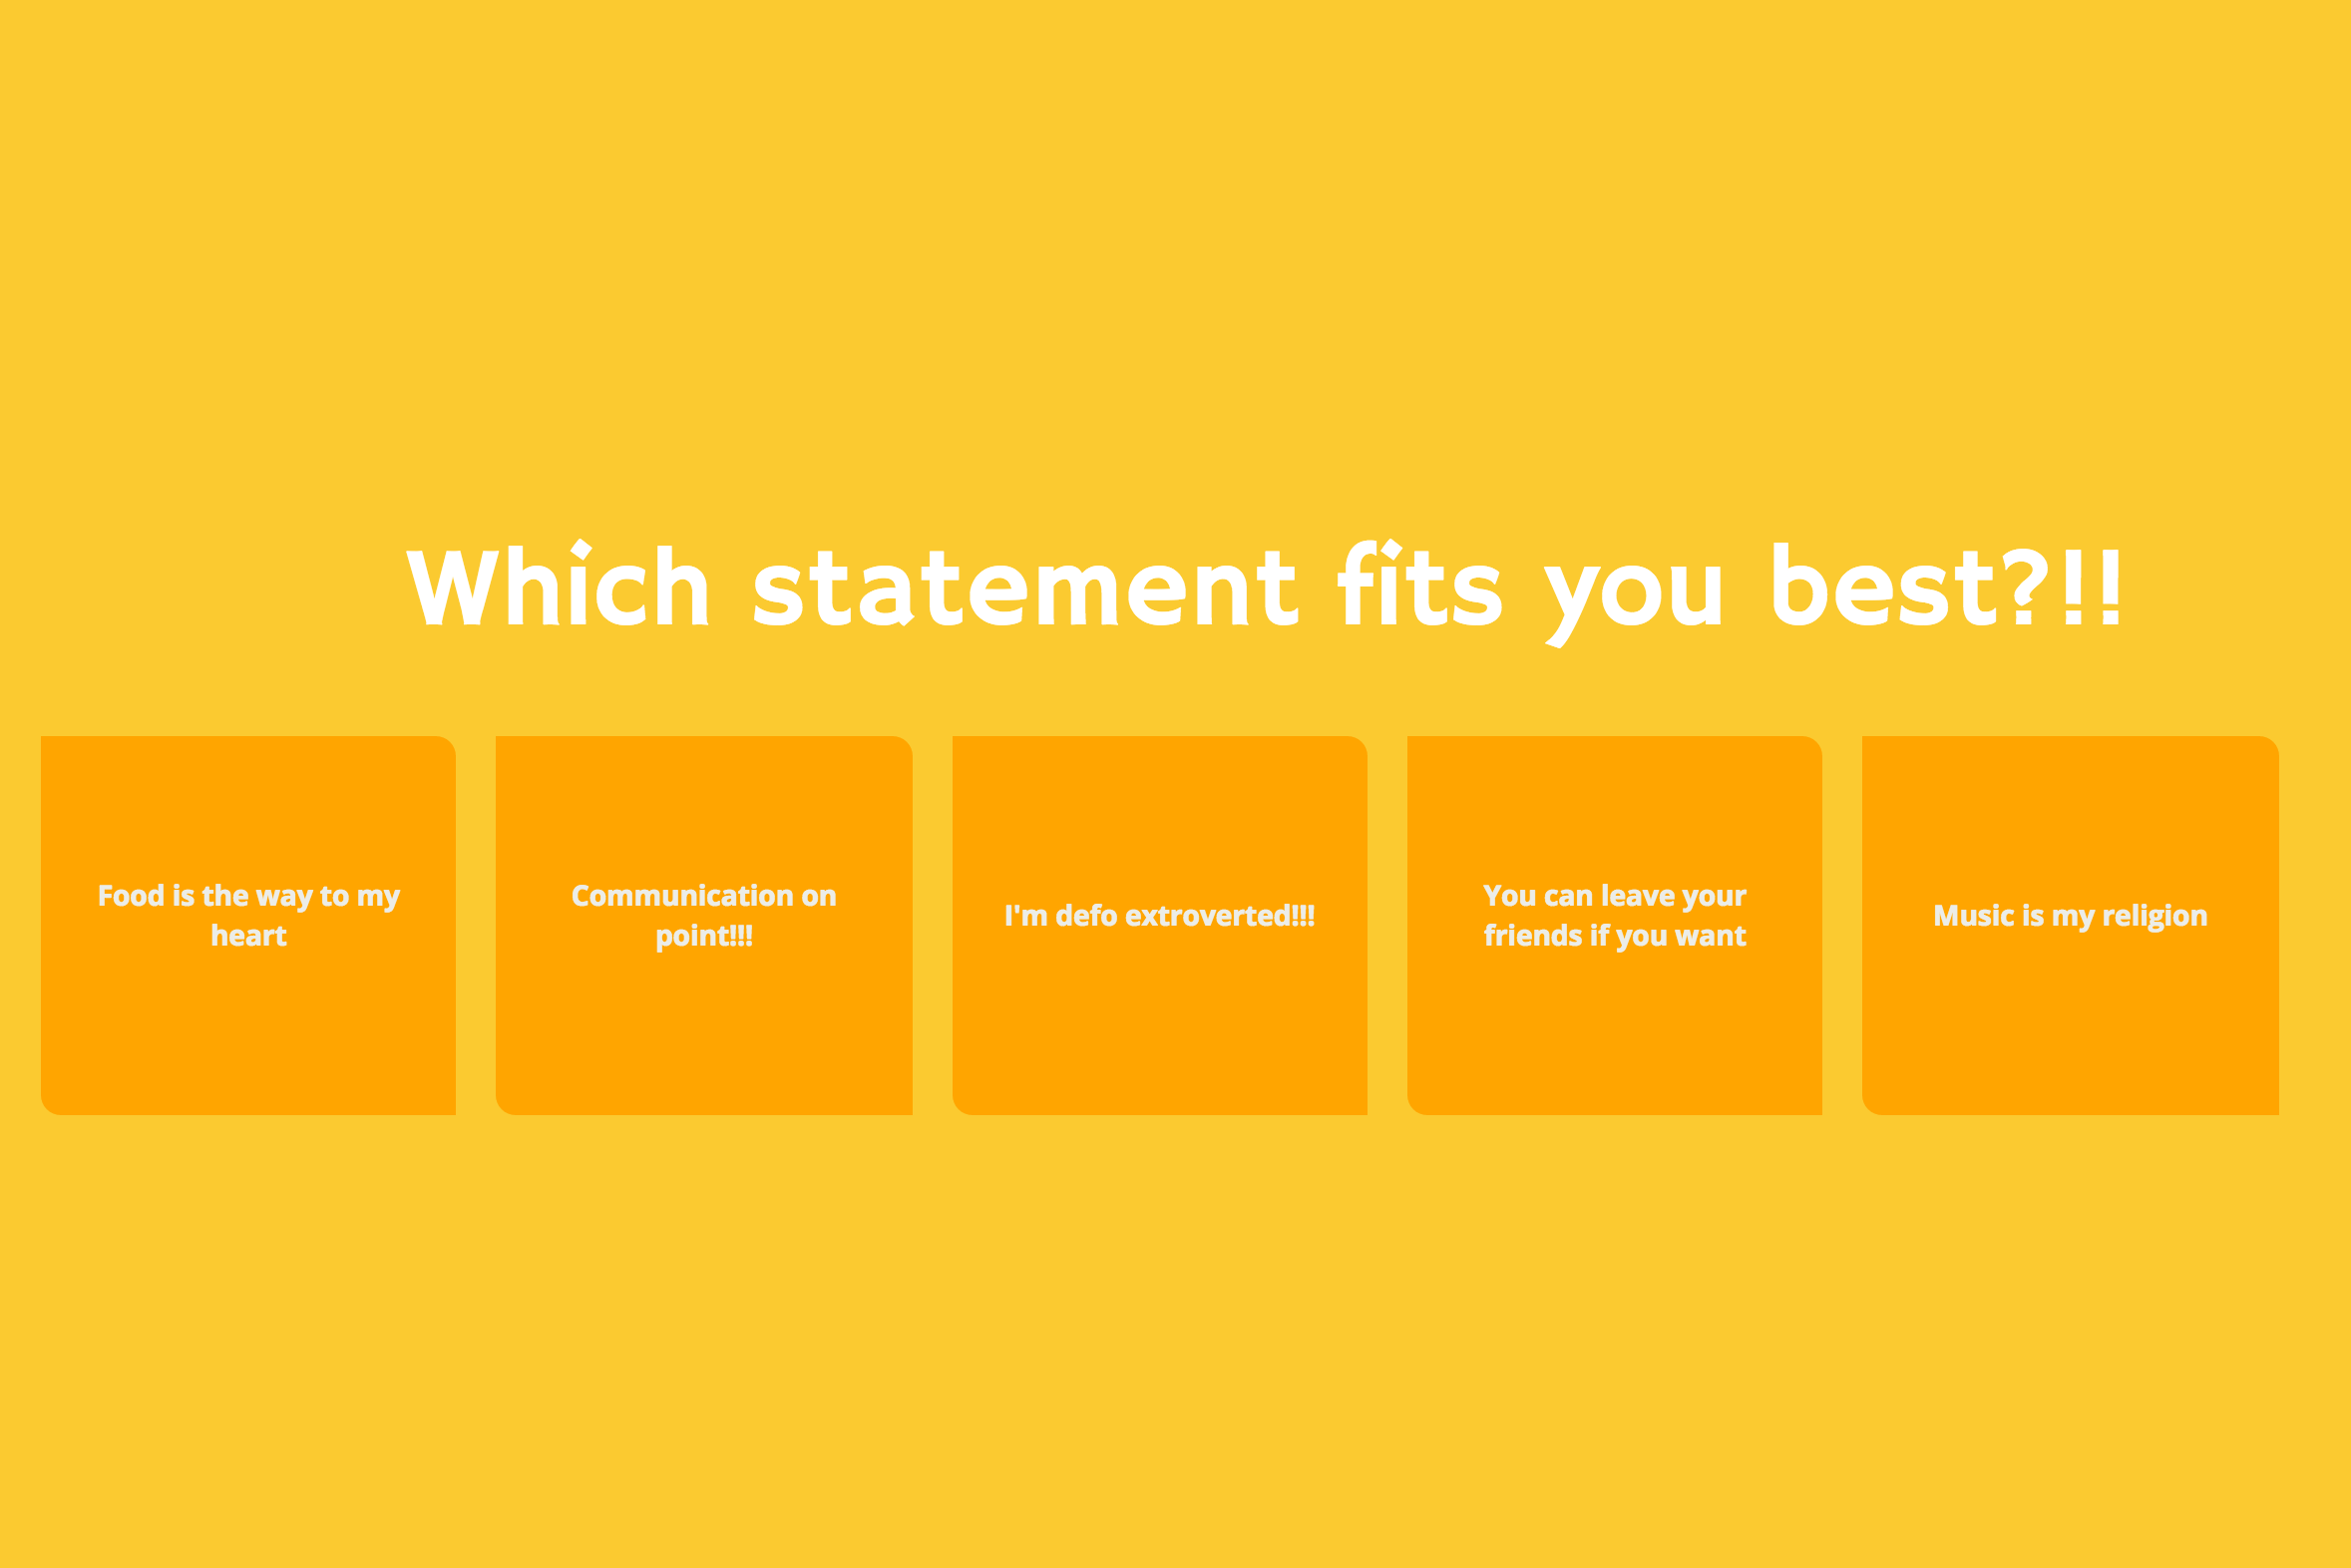 Which statement fits you best?!!
Food is the way to my
heart
Communication on
point!!!
I'm defo extroverted!!!
You can leave your
friends if you want
Music is my religion